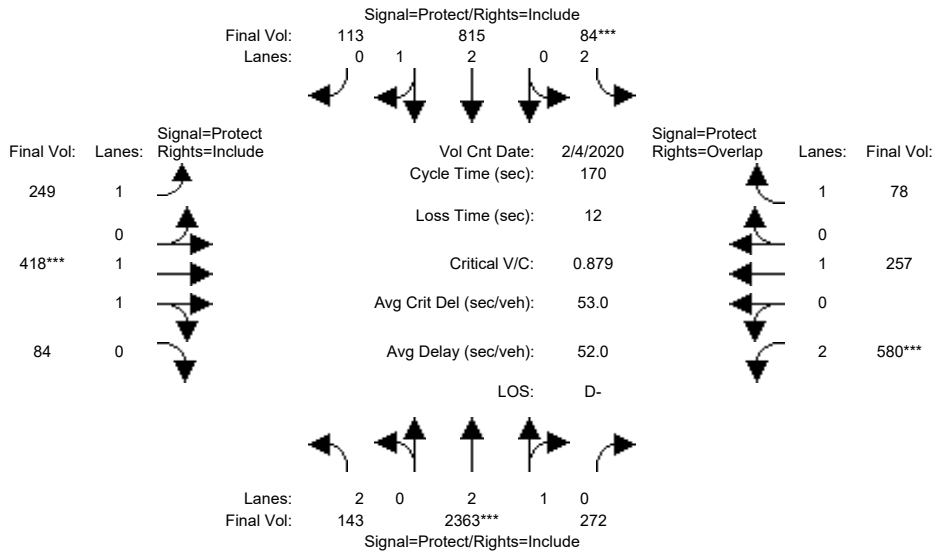 Signal=Protect/Rights=Include
Final Vol: 113 815 84***
Lanes: 0 1 2 0 2
Signal=Protect
Final Vol: Lanes: Rights=Include
Vol Cnt Date: 2/4/2020
Signal=Protect
Rights=Overlap Lanes: Final Vol:
Cycle Time (sec): 170
249 1
1 78
Loss Time (sec): 12
0
0
418*** 1
Critical V/C: 0.879
1 257
1
Avg Crit Del (sec/veh): 53.0
0
84 0
Avg Delay (sec/veh): 52.0
2 580***
LOS: D-
Lanes: 2 0 2 1 0
Final Vol: 143 2363*** 272
Signal=Protect/Rights=Include